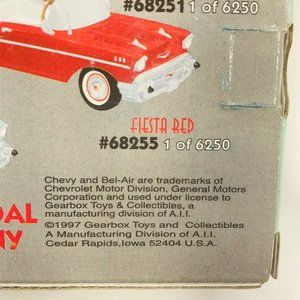 #68251 1 of 6250
FIESTA RED
#68255 1 of 6250
Chevy and Bel-Air are trademarks of
Chevrolet Motor Division, General Motors
Corporation and used under license to
Gearbox Toys & Collectibles, a
manufacturing division of A.I.I.
©1997 Gearbox Toys and Collectibles
A Manufacturing Division of A.I.I.
Cedar Rapids,Iowa 52404 U.S.A.